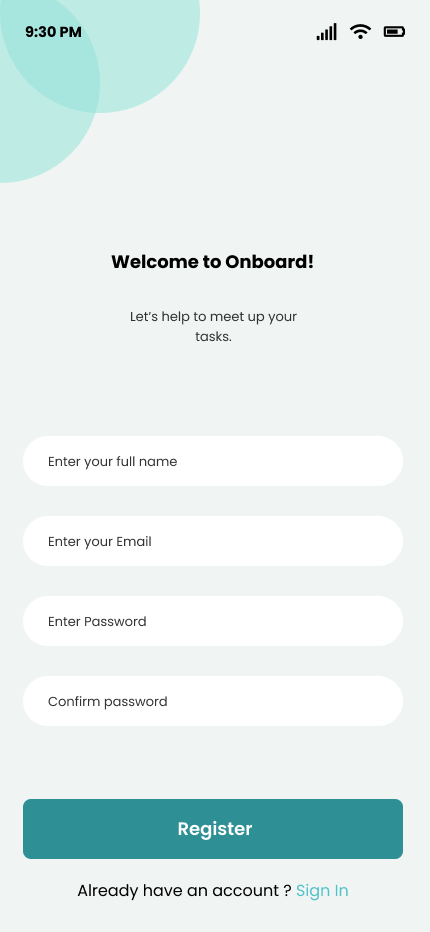 9:30 PM
Welcome to Onboard!
Let's help to meet up your
tasks.
Enter your full name
Enter your Email
Enter Password
Confirm password
Register
Already have an account ? Sign In